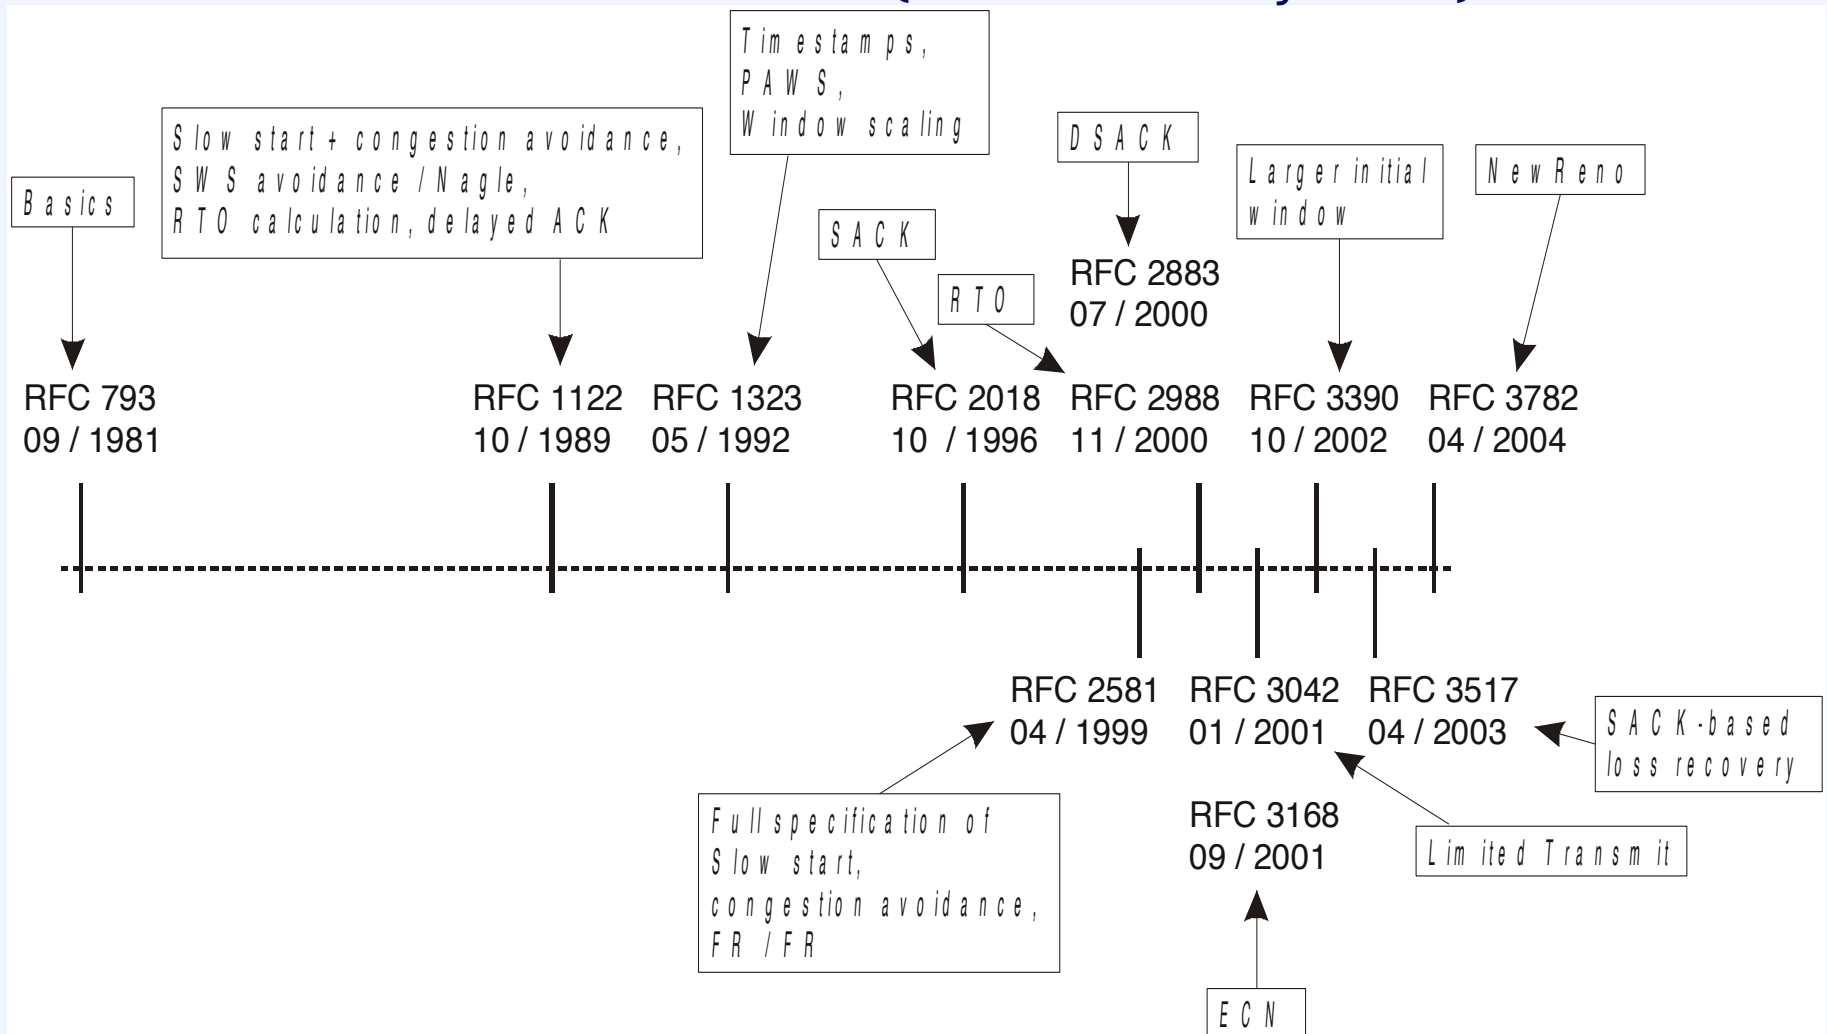 Timestamps,
PAWS,
Window scaling
Slow start + congestion avoidance,
SWS avoidance / Nagle,
RTO calculation, delayed ACK
DSACK
Larger initial
window
NewReno
Basics
SACK
RTO
RFC 2883
07 / 2000
RFC 793
09 / 1981
RFC 1122
10 / 1989
RFC 1323
05 / 1992
RFC 2018
10 / 1996
RFC 2988
11 / 2000
RFC 3390
10 / 2002
RFC 3782
04 / 2004
RFC 2581
04 / 1999
RFC 3042
01 / 2001
RFC 3517
04 / 2003
SACK-based
loss recovery
Full specification of
Slow start,
congestion avoidance,
FR / FR
RFC 3168
09 / 2001
Limited Transmit
ECN